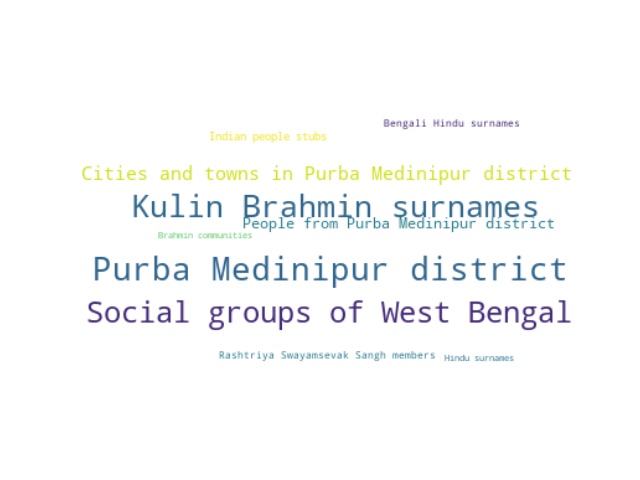 Bengali Hindu surnames
Indian people stubs
Cities and towns in Purba Medinipur district
Kulin Brahmin surnames
People from Purba Medinipur district
Brahmin communities
Purba Medinipur district
Social groups of West Bengal
Rashtriya Swayamsevak Sangh members
Hindu surnames